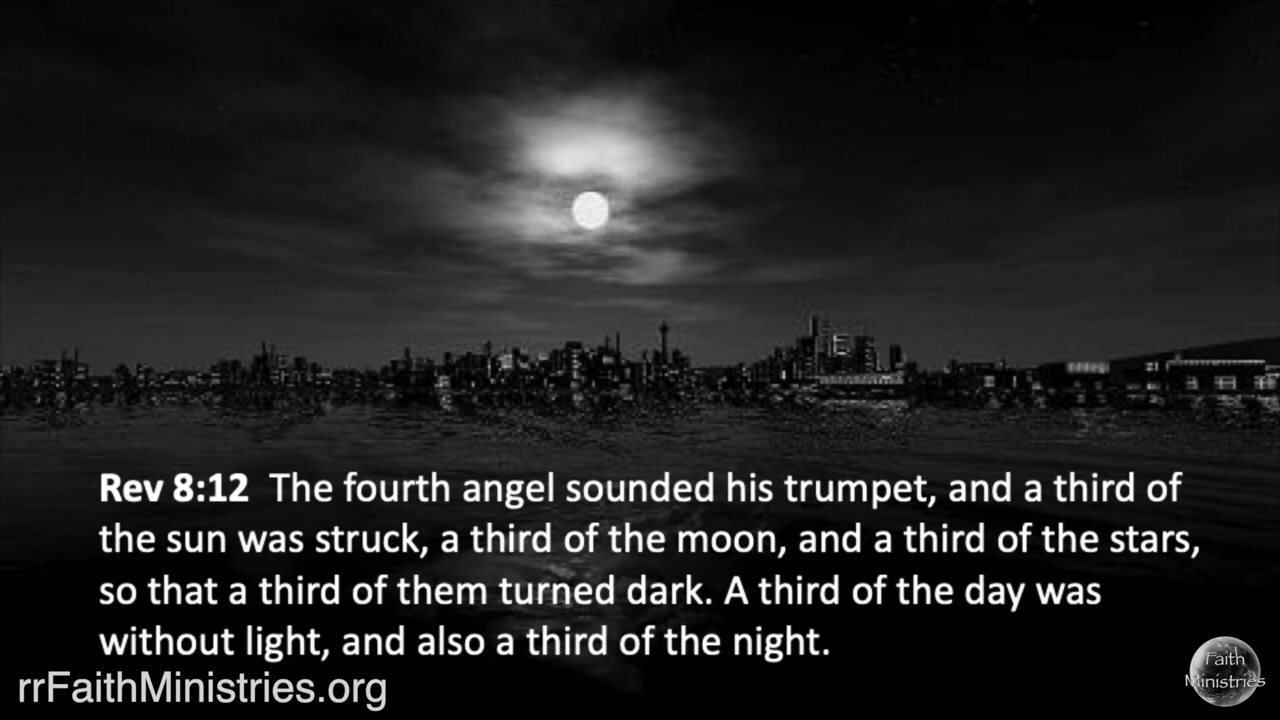 Rev 8:12 The fourth angel sounded his trumpet, and a third of
the sun was struck, a third of the moon, and a third of the stars,
so that a third of them turned dark. A third of the day was
without light, and also a third of the night.
rrFaithMinistries.org
Faith
Ministries